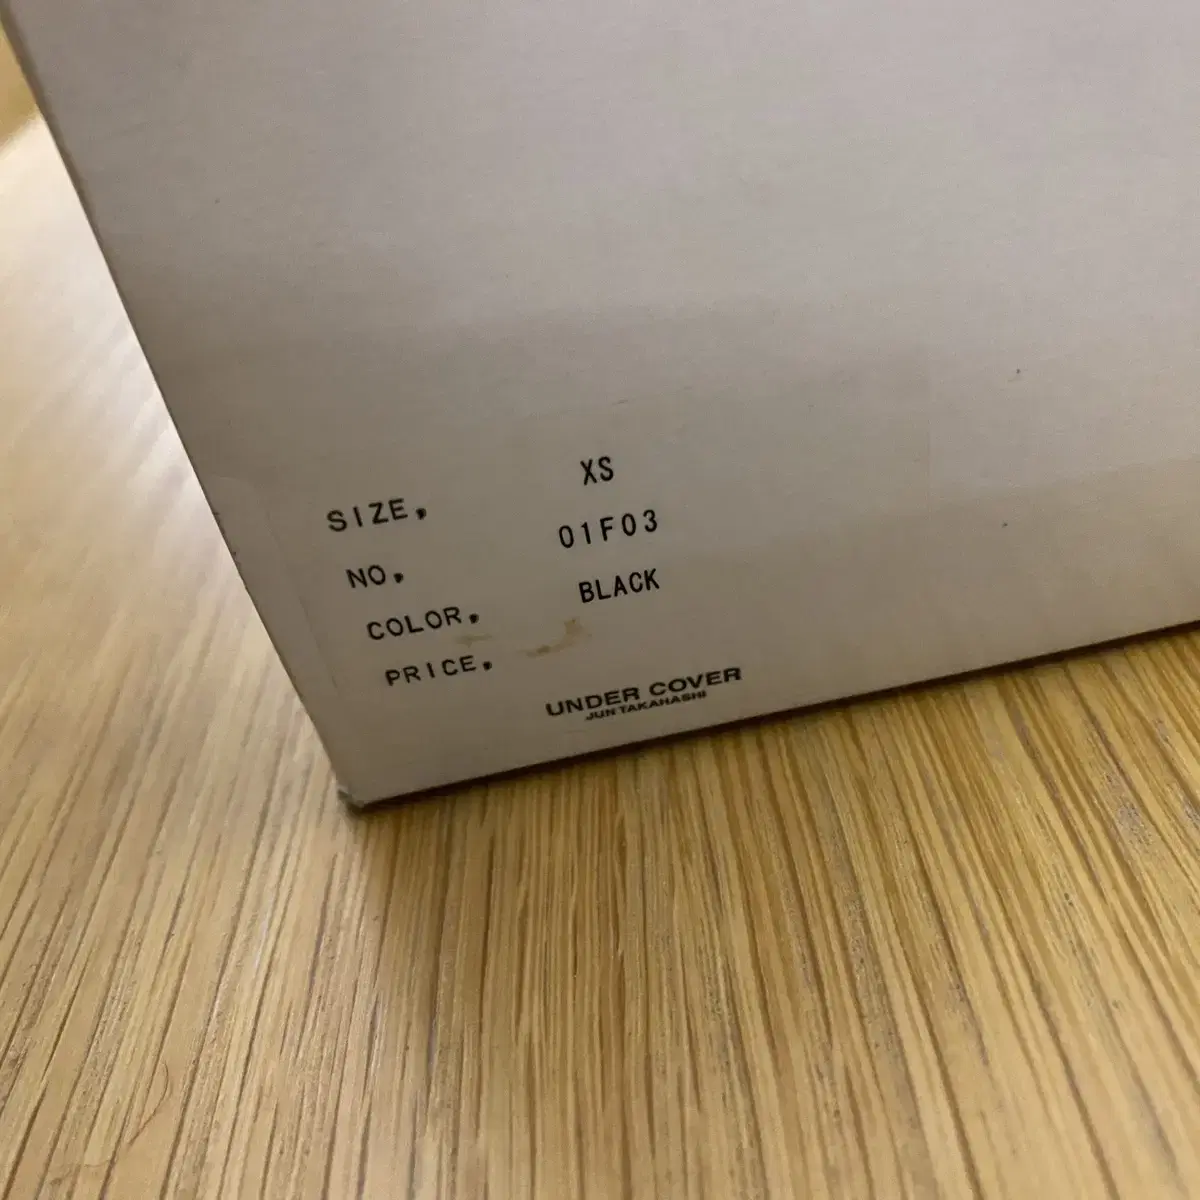 SIZE, XS
NO, 01F03
COLOR, BLACK
PRICE,
UNDER COVER
JUN TAKAHASHI